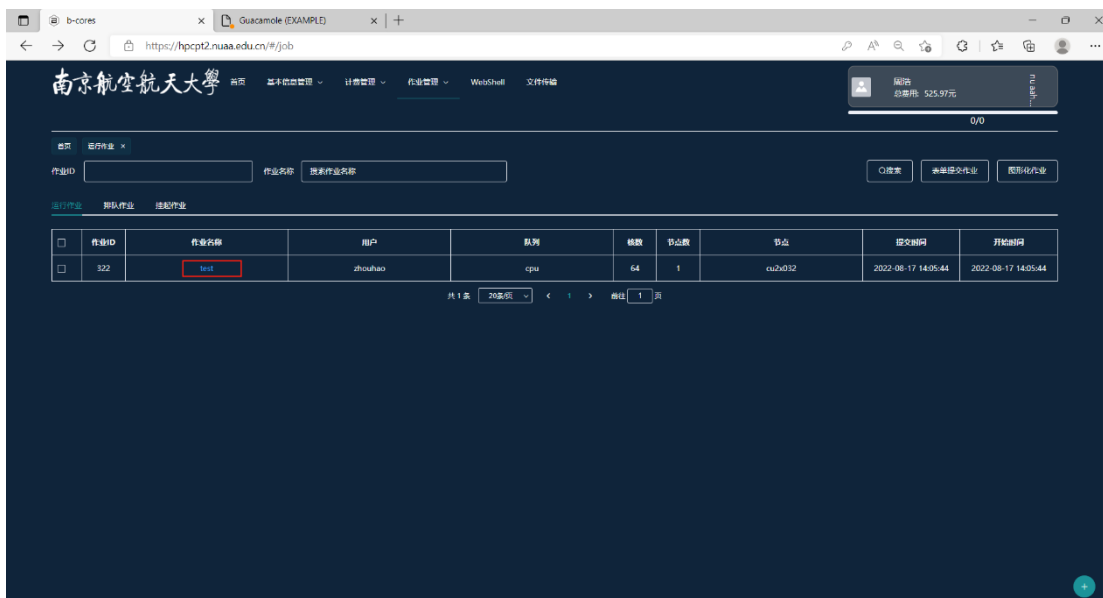 b-cores
Guacamole (EXAMPLE)
https://hpcpt2.nuaa.edu.cn/#/job
南京航空航天大學 首页 基本信息管理 计费管理 作业管理 WebShell 文件传输
周浩
总费用: 525.97元
nuaah...
0/0
首页 运行作业 ×
作业ID 作业名称 搜索作业名称 搜索 表单提交作业 图形化作业
运行作业 排队作业 挂起作业
作业ID 作业名称 用户 队列 核数 节点数 节点 提交时间 开始时间
322 test zhouhao cpu 64 1 cu2x032 2022-08-17 14:05:44 2022-08-17 14:05:44
共 1 条 20条/页 < 1 > 前往 1 页